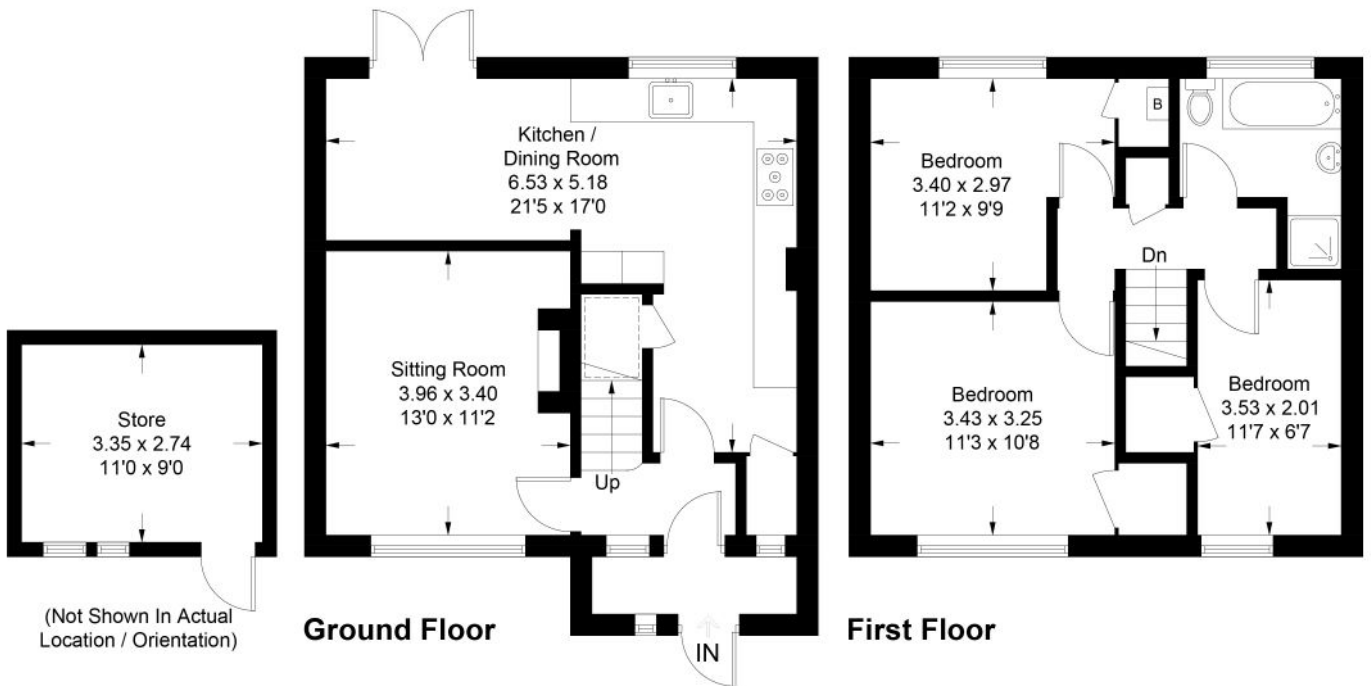 Kitchen /
Dining Room
6.53 x 5.18
21'5 x 17'0
Sitting Room
3.96 x 3.40
13'0 x 11'2
Up
IN
Store
3.35 x 2.74
11'0 x 9'0
(Not Shown In Actual
Location / Orientation)
Ground Floor
Bedroom
3.40 x 2.97
11'2 x 9'9
B
Dn
Bedroom
3.43 x 3.25
11'3 x 10'8
Bedroom
3.53 x 2.01
11'7 x 6'7
First Floor